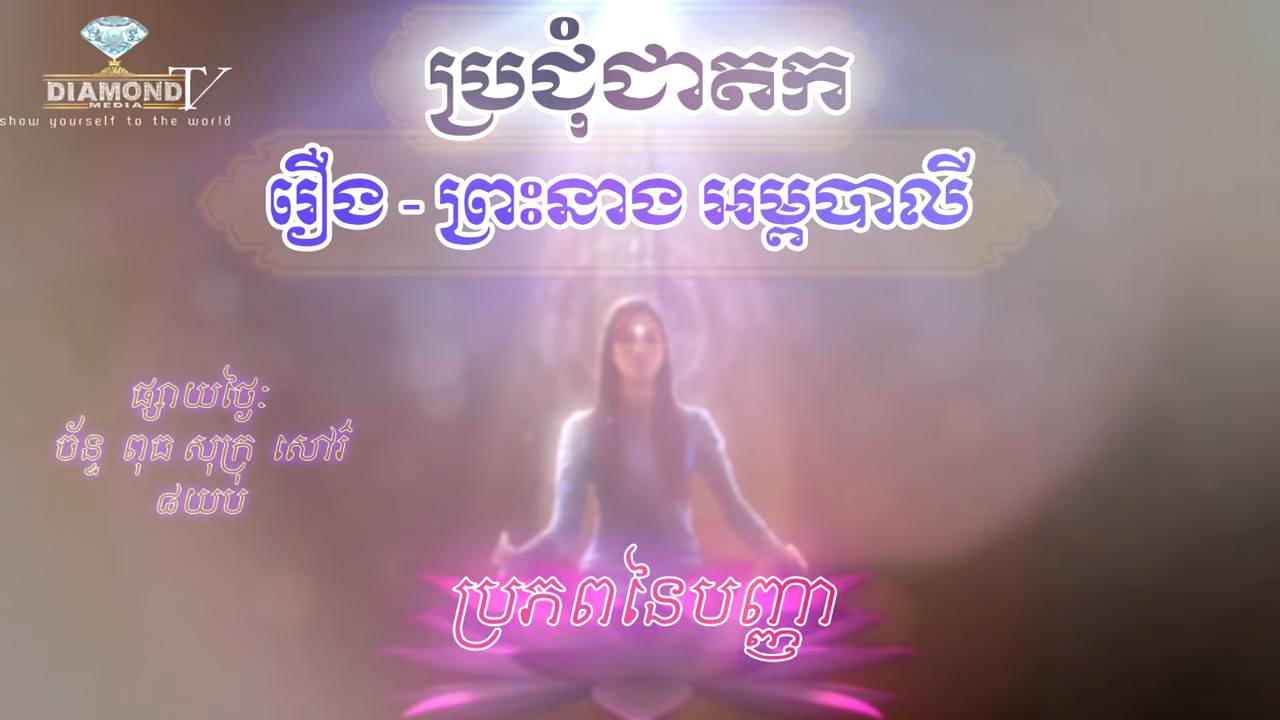 DIAMOND TV
MEDIA
show yourself to the world
ប្រជុំជាតក
រឿង - ព្រះនាង អម្ពបាលី
ផ្សាយថ្ងៃៈ
ច័ន្ទ ពុធ សុក្រ សៅរ៍
៨យប់
ប្រភពនៃបញ្ញា